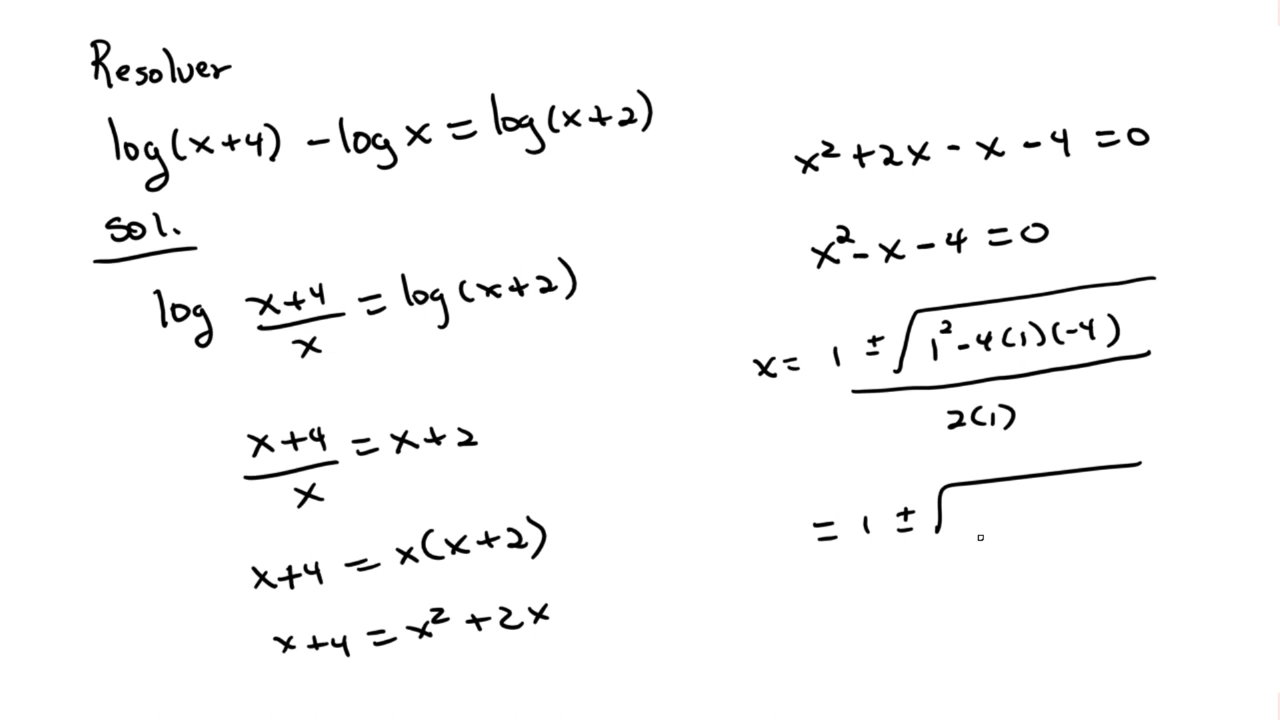 Resolver
log(x+4) - log x = log(x+2)
sol.
log (x+4)/x = log(x+2)
(x+4)/x = x+2
x+4 = x(x+2)
x+4 = x² + 2x
x² + 2x - x - 4 = 0
x² - x - 4 = 0
x = (1 ± √(1² - 4(1)(-4)))/(2(1))
= 1 ± √